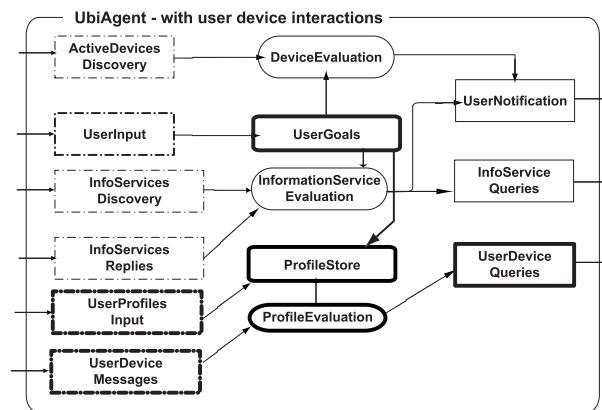 UbiAgent - with user device interactions
ActiveDevices
Discovery
DeviceEvaluation
UserNotification
UserInput
UserGoals
InfoServices
Discovery
InformationService
Evaluation
InfoService
Queries
InfoServices
Replies
ProfileStore
UserDevice
Queries
UserProfiles
Input
ProfileEvaluation
UserDevice
Messages